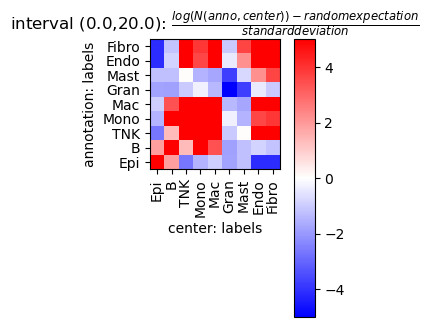 interval (0.0,20.0): log(N(anno,center))−randomexpectation
standarddeviation
annotation: labels
Fibro
Endo
Mast
Gran
Mac
Mono
TNK
B
Epi
Epi B TNK Mono Mac Gran Mast Endo Fibro
center: labels
4
2
0
−2
−4